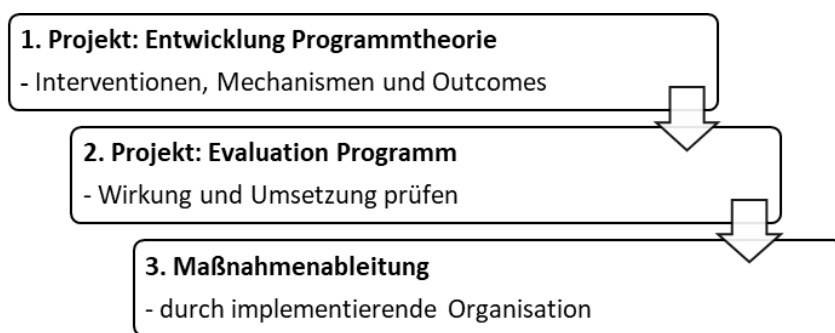 1. Projekt: Entwicklung Programmtheorie
- Interventionen, Mechanismen und Outcomes
2. Projekt: Evaluation Programm
- Wirkung und Umsetzung prüfen
3. Maßnahmenableitung
- durch implementierende Organisation